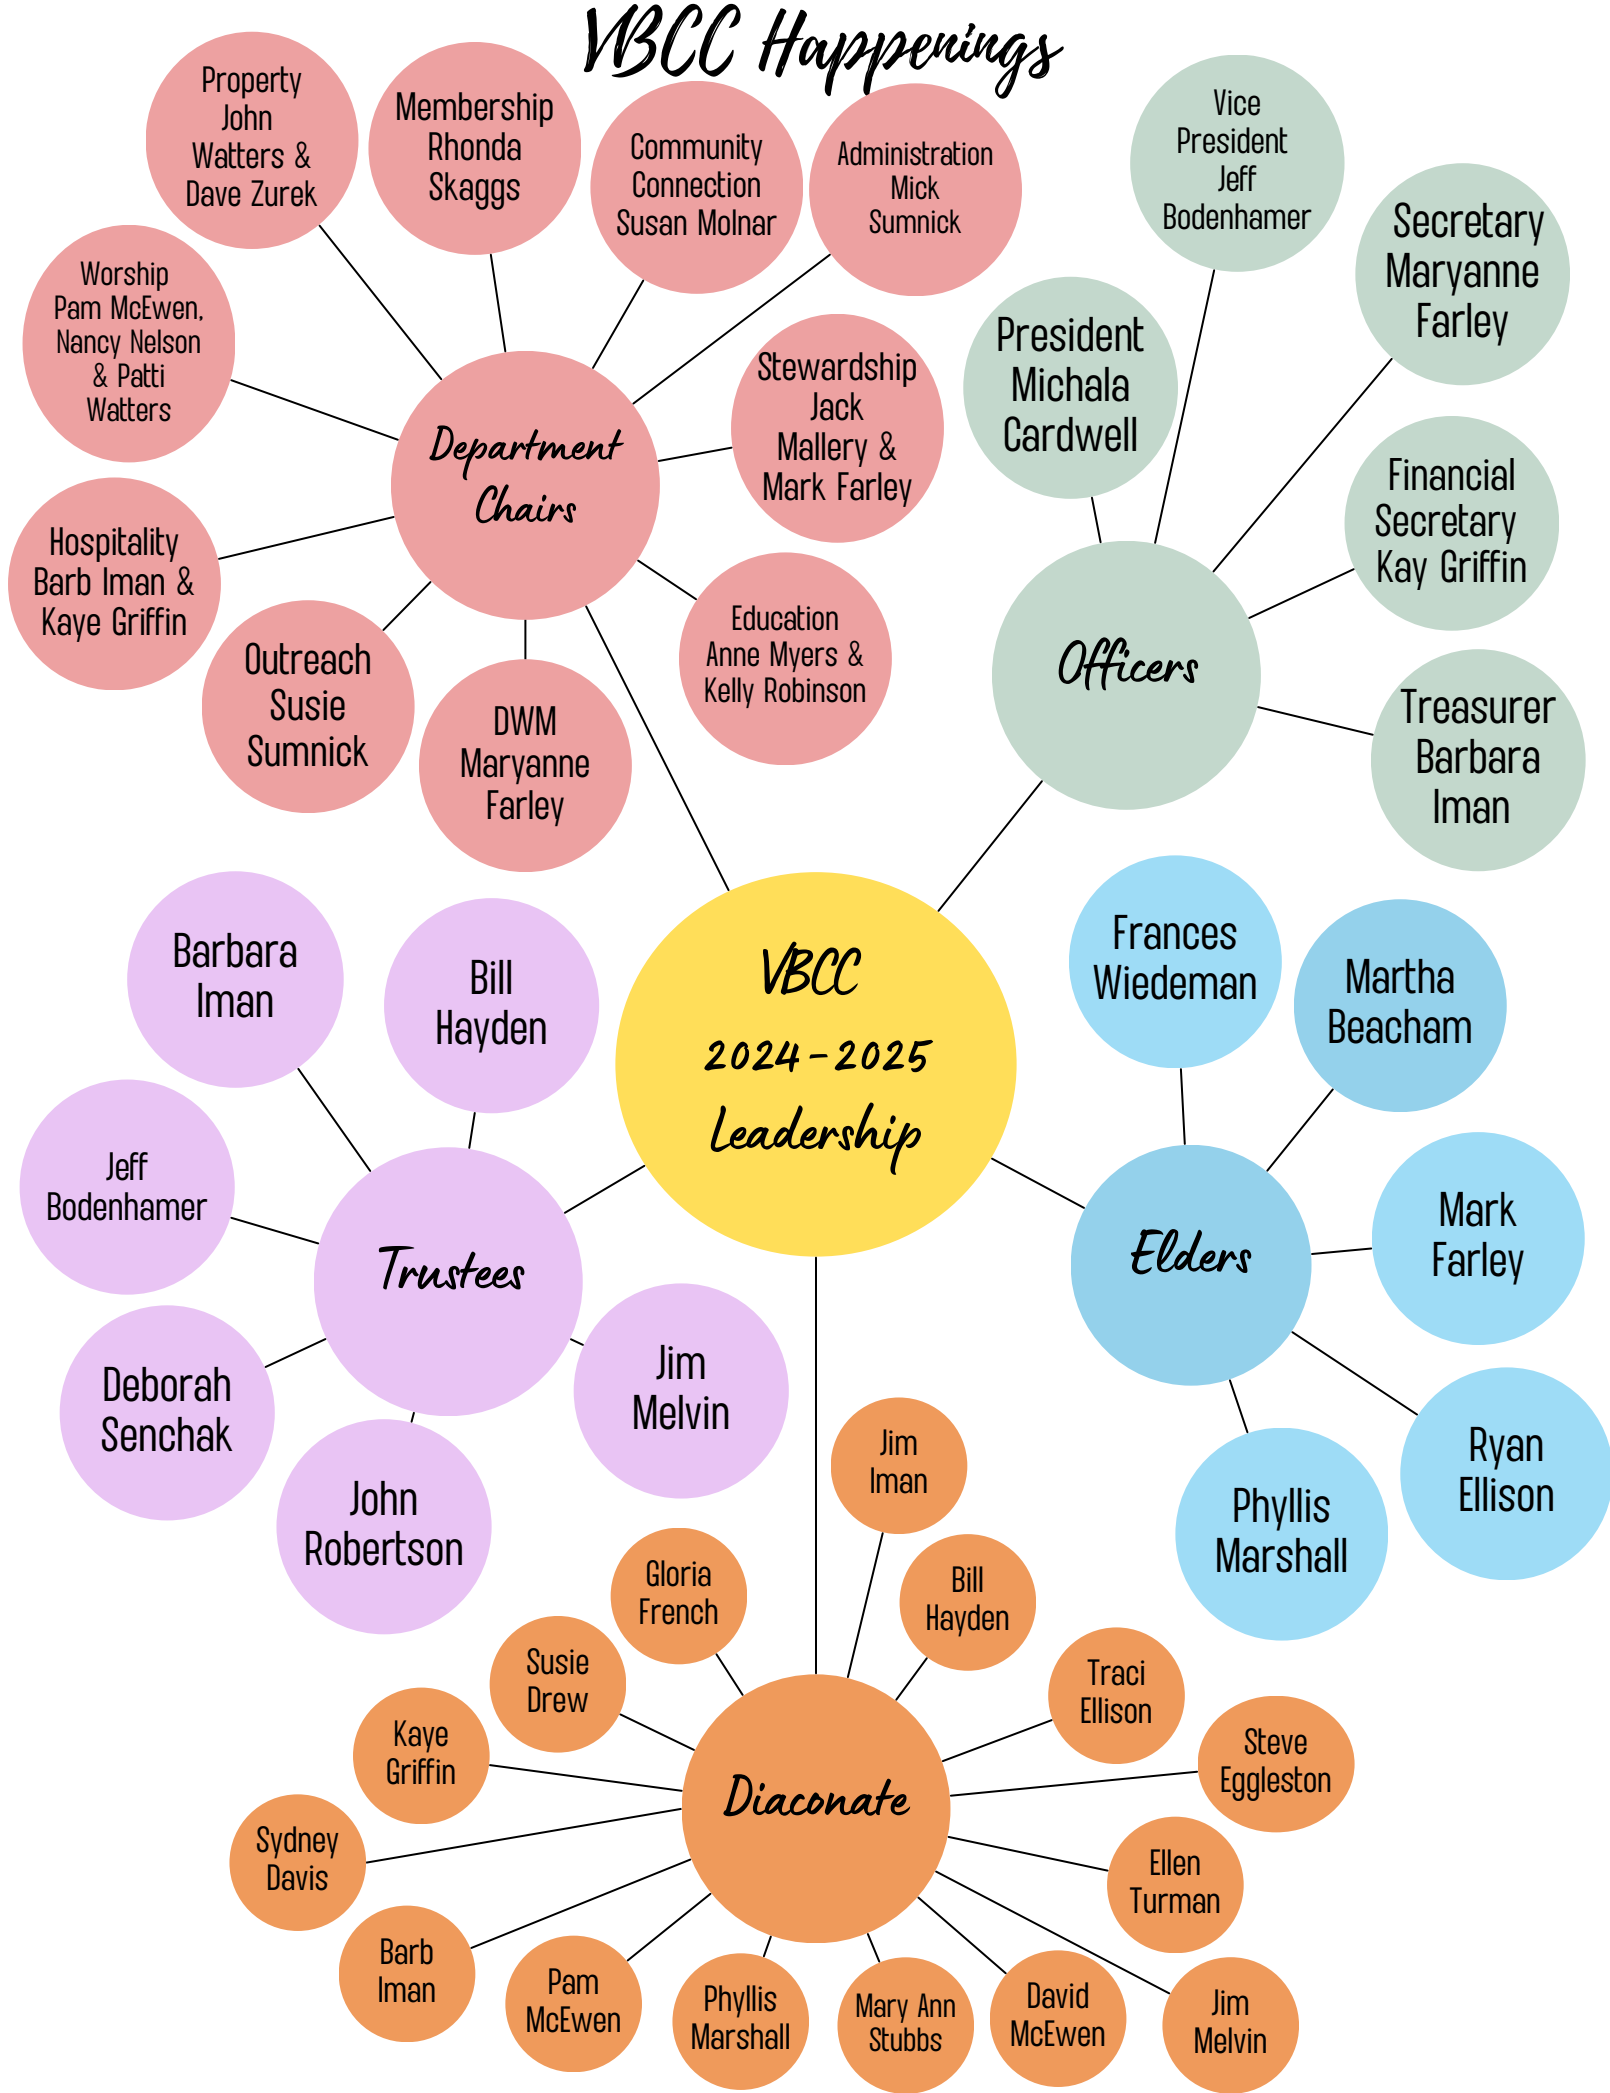 VBCC Happenings
Property
John
Watters &
Dave Zurek
Membership
Rhonda
Skaggs
Community
Connection
Susan Molnar
Administration
Mick
Sumnick
Worship
Pam McEwen,
Nancy Nelson
& Patti
Watters
Stewardship
Jack
Mallery &
Mark Farley
Department
Chairs
Hospitality
Barb Iman &
Kaye Griffin
Outreach
Susie
Sumnick
DWM
Maryanne
Farley
Education
Anne Myers &
Kelly Robinson
Vice
President
Jeff
Bodenhamer
Secretary
Maryanne
Farley
President
Michala
Cardwell
Financial
Secretary
Kay Griffin
Officers
Treasurer
Barbara
Iman
VBCC
2024-2025
Leadership
Barbara
Iman
Bill
Hayden
Jeff
Bodenhamer
Trustees
Deborah
Senchak
John
Robertson
Jim
Melvin
Frances
Wiedeman
Martha
Beacham
Mark
Farley
Elders
Ryan
Ellison
Phyllis
Marshall
Jim
Iman
Gloria
French
Bill
Hayden
Susie
Drew
Traci
Ellison
Kaye
Griffin
Steve
Eggleston
Diaconate
Sydney
Davis
Ellen
Turman
Barb
Iman
Pam
McEwen
Phyllis
Marshall
Mary Ann
Stubbs
David
McEwen
Jim
Melvin